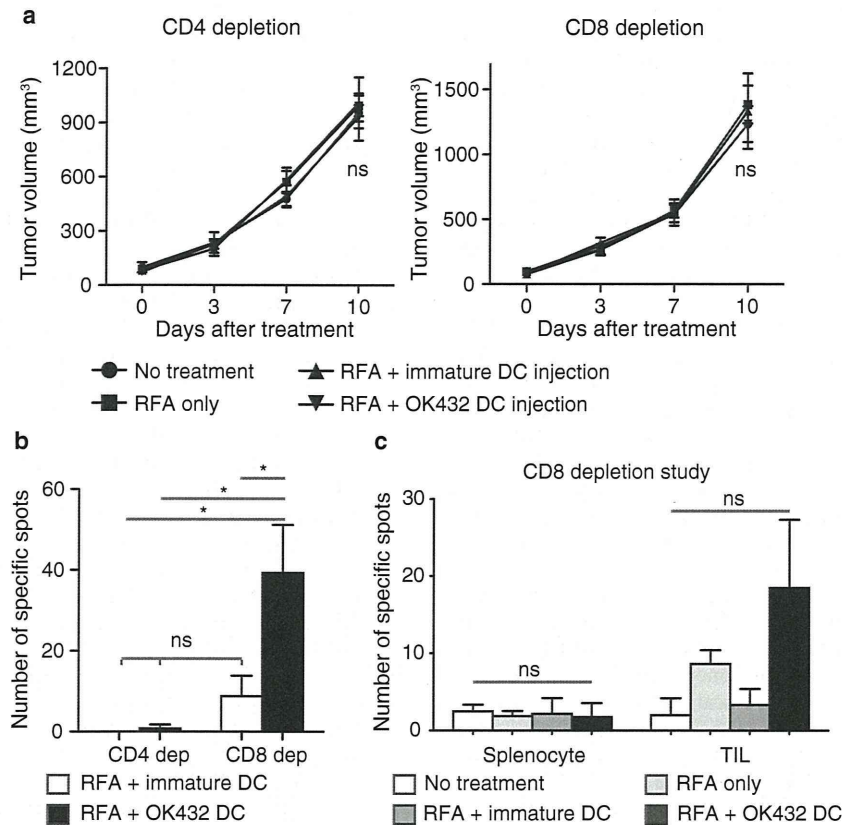 a
CD4 depletion
CD8 depletion
Tumor volume (mm³)
1200
900
600
300
0
ns
0 3 7 10
Days after treatment
Tumor volume (mm³)
1500
1000
500
0
ns
0 3 7 10
Days after treatment
No treatment
RFA + immature DC injection
RFA only
RFA + OK432 DC injection
b
Number of specific spots
60
40
20
0
*
*
*
ns
CD4 dep CD8 dep
RFA + immature DC
RFA + OK432 DC
c
CD8 depletion study
Number of specific spots
30
20
10
0
ns
ns
Splenocyte TIL
No treatment
RFA only
RFA + immature DC
RFA + OK432 DC